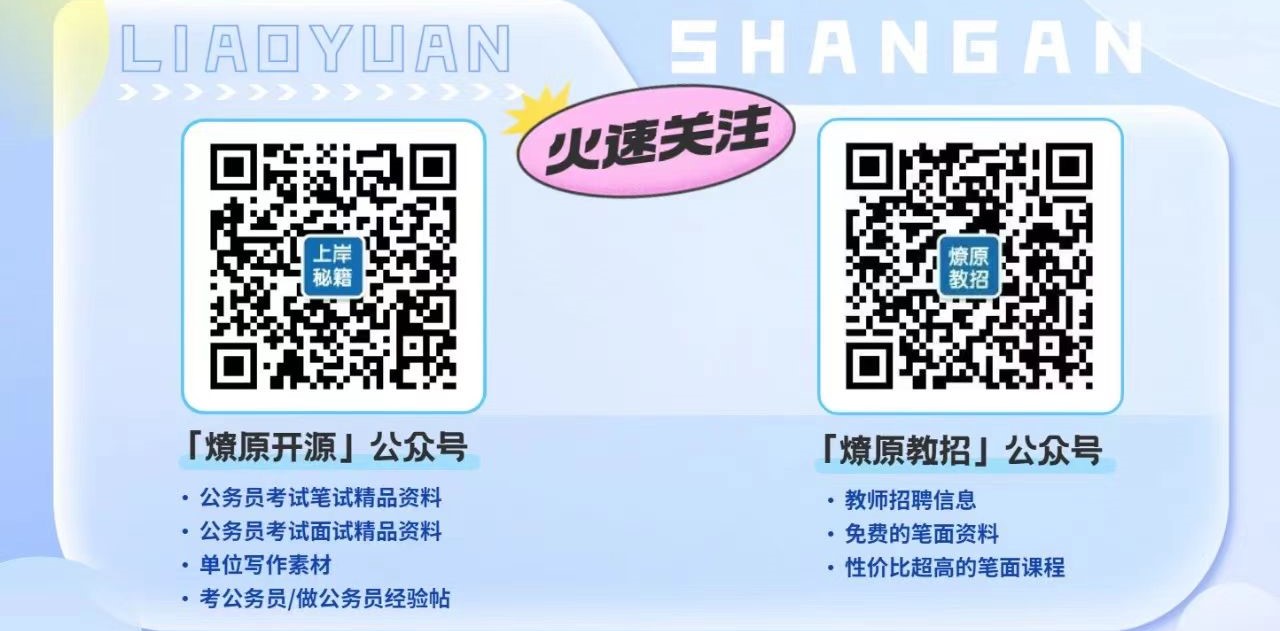 LIAOYUAN
SHANGAN
火速关注
上岸
秘籍
「燎原开源」公众号
· 公务员考试笔试精品资料
· 公务员考试面试精品资料
· 单位写作素材
· 考公务员/做公务员经验帖
燎原
教招
「燎原教招」公众号
· 教师招聘信息
· 免费的笔面资料
· 性价比超高的笔面课程